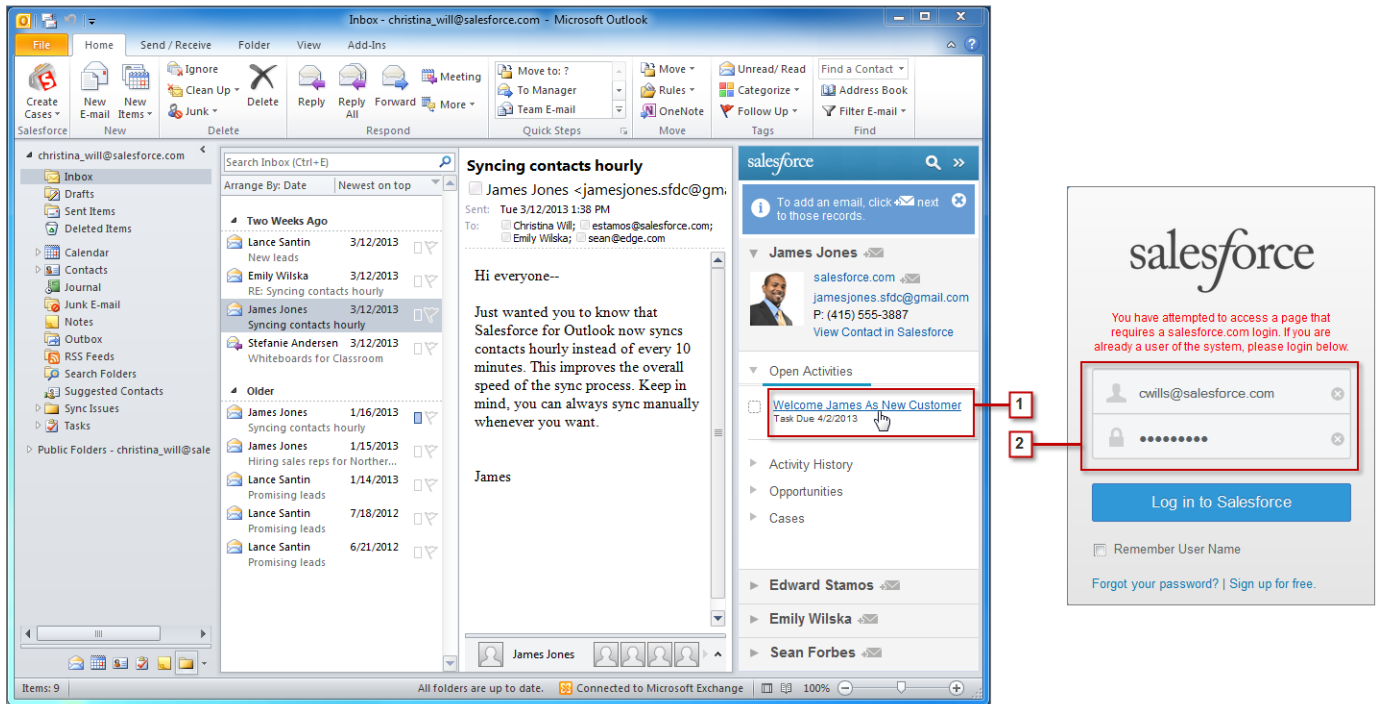 Inbox - christina_will@salesforce.com - Microsoft Outlook
File
Home
Send / Receive
Folder
View
Add-Ins
Create
Cases
Salesforce
New
E-mail
New
Items
New
Ignore
Clean Up
Junk
Delete
Delete
Reply
Reply
All
Forward
Meeting
More
Respond
Move to: ?
To Manager
Team E-mail
Quick Steps
Move
Rules
OneNote
Move
Unread/ Read
Categorize
Follow Up
Tags
Find a Contact
Address Book
Filter E-mail
Find
christina_will@salesforce.com
Inbox
Drafts
Sent Items
Deleted Items
Calendar
Contacts
Journal
Junk E-mail
Notes
Outbox
RSS Feeds
Search Folders
Suggested Contacts
Sync Issues
Tasks
Public Folders - christina_will@sale
Search Inbox (Ctrl+E)
Arrange By: Date
Newest on top
Two Weeks Ago
Lance Santin 3/12/2013
New leads
Emily Wilska 3/12/2013
RE: Syncing contacts hourly
James Jones 3/12/2013
Syncing contacts hourly
Stefanie Andersen 3/12/2013
Whiteboards for Classroom
Older
James Jones 1/16/2013
Syncing contacts hourly
James Jones 1/15/2013
Hiring sales reps for Norther...
Lance Santin 1/14/2013
Promising leads
Lance Santin 7/18/2012
Promising leads
Lance Santin 6/21/2012
Promising leads
Syncing contacts hourly
James Jones <jamesjones.sfdc@gm
Sent: Tue 3/12/2013 1:38 PM
To: Christina Will; estamos@salesforce.com;
Emily Wilska; sean@edge.com
Hi everyone--
Just wanted you to know that
Salesforce for Outlook now syncs
contacts hourly instead of every 10
minutes. This improves the overall
speed of the sync process. Keep in
mind, you can always sync manually
whenever you want.
James
James Jones
salesforce
To add an email, click next
to those records.
James Jones
salesforce.com
jamesjones.sfdc@gmail.com
P: (415) 555-3887
View Contact in Salesforce
Open Activities
Welcome James As New Customer
Task Due 4/2/2013
Activity History
Opportunities
Cases
Edward Stamos
Emily Wilska
Sean Forbes
Items: 9
All folders are up to date.
Connected to Microsoft Exchange
100%
1
2
salesforce
You have attempted to access a page that
requires a salesforce.com login. If you are
already a user of the system, please login below.
cwills@salesforce.com
•••••••••
Log in to Salesforce
Remember User Name
Forgot your password? | Sign up for free.